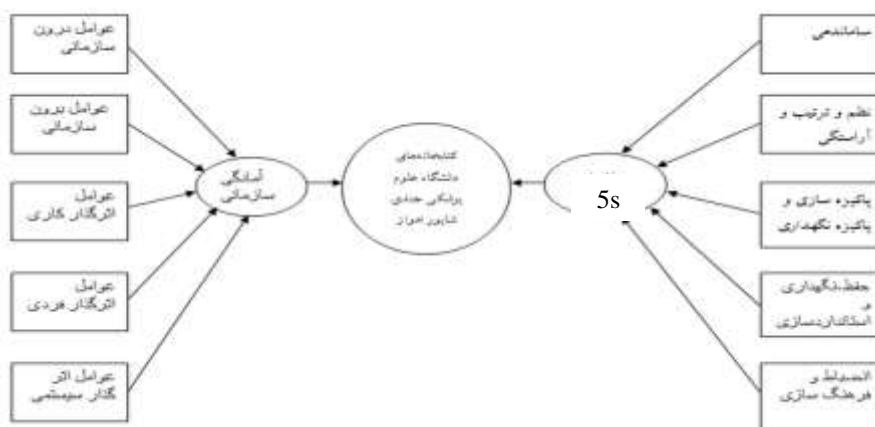 ساماندهی
نظم و ترتیب و
آراستگی
پاکیزه سازی و
پاکیزه نگهداری
حفظ،نگهداری
و
استانداردسازی
انضباط و
فرهنگ سازی
5s
کتابخانه‌های
دانشگاه علوم
پزشکی جندی
شاپور اهواز
آمادگی
سازمانی
عوامل درون
سازمانی
عوامل برون
سازمانی
عوامل
اثرگذار کاری
عوامل
اثرگذار فردی
عوامل اثر
گذار سیستمی